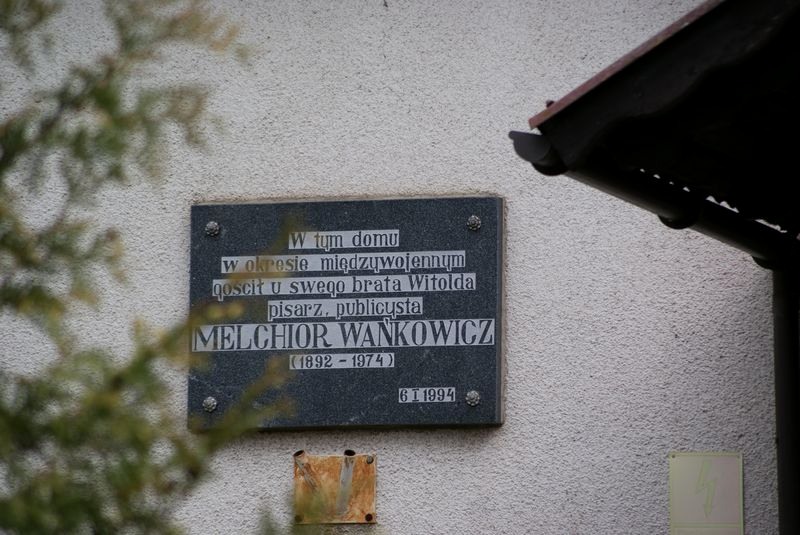 W tym domu
w okresie międzywojennym
gościł u swego brata Witolda
pisarz, publicysta
MELCHIOR WAŃKOWICZ
(1892 - 1974)
6 I 1994